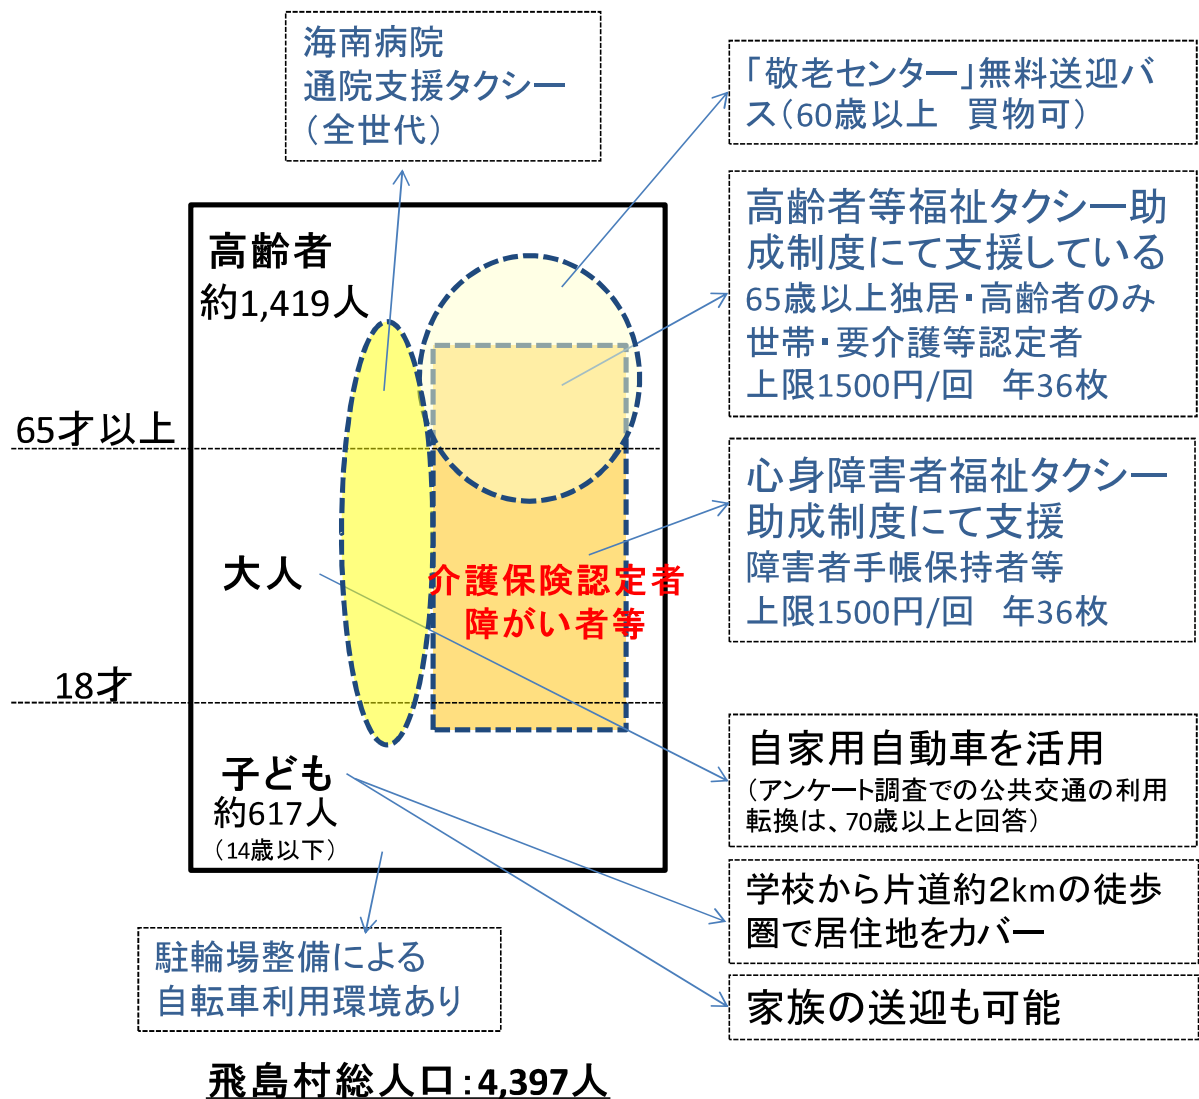 海南病院
通院支援タクシー
（全世代）
「敬老センター」無料送迎バ
ス（60歳以上　買物可）
高齢者等福祉タクシー助
成制度にて支援している
65歳以上独居・高齢者のみ
世帯・要介護等認定者
上限1500円/回　年36枚
高齢者
約1,419人
65才以上
心身障害者福祉タクシー
助成制度にて支援
障害者手帳保持者等
上限1500円/回　年36枚
大人
介護保険認定者
障がい者等
18才
自家用自動車を活用
（アンケート調査での公共交通の利用
転換は、70歳以上と回答）
子ども
約617人
（14歳以下）
学校から片道約2kmの徒歩
圏で居住地をカバー
家族の送迎も可能
駐輪場整備による
自転車利用環境あり
飛島村総人口：4,397人